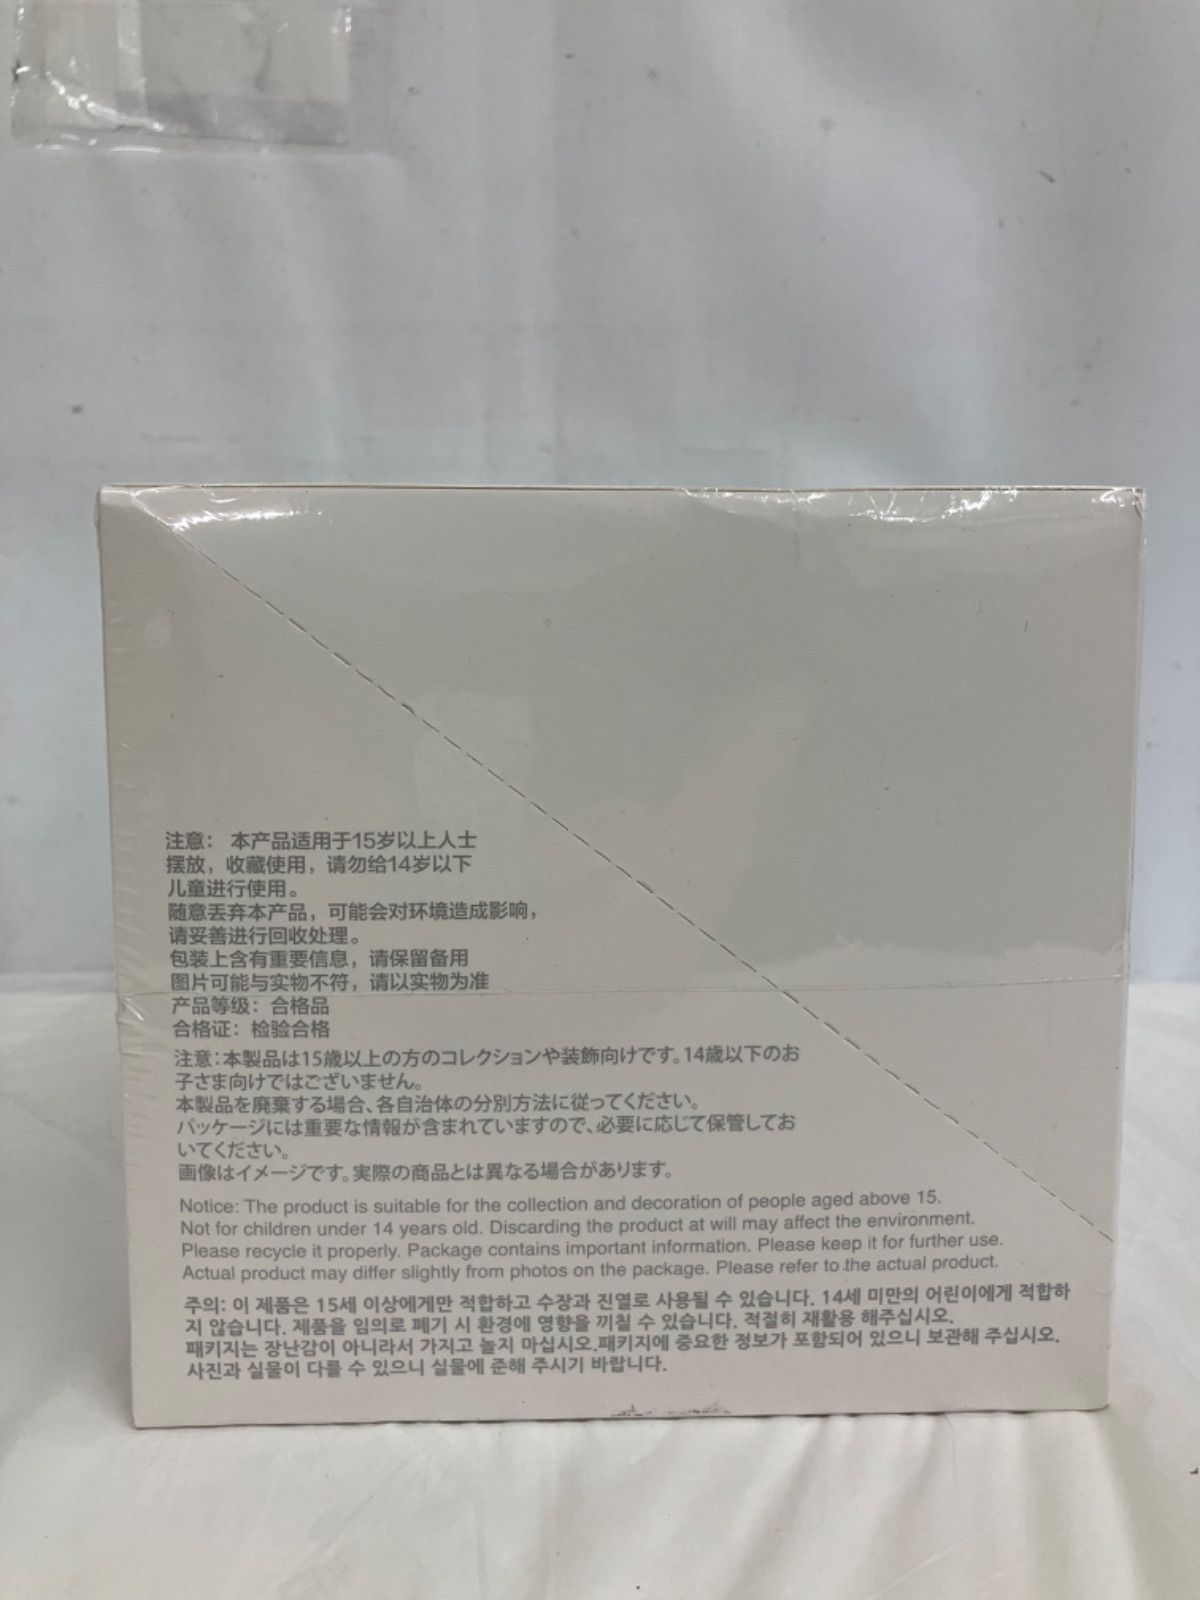 注意： 本产品适用于15岁以上人士
摆放，收藏使用，请勿给14岁以下
儿童进行使用。
随意丢弃本产品，可能会对环境造成影响，
请妥善进行回收处理。
包装上含有重要信息，请保留备用
图片可能与实物不符，请以实物为准
产品等级：合格品
合格证：检验合格
注意：本製品は15歳以上の方のコレクションや装飾向けです。14歳以下のお
子さま向けではございません。
本製品を廃棄する場合、各自治体の分別方法に従ってください。
パッケージには重要な情報が含まれていますので、必要に応じて保管してお
いてください。
画像はイメージです。実際の商品とは異なる場合があります。
Notice: The product is suitable for the collection and decoration of people aged above 15.
Not for children under 14 years old. Discarding the product at will may affect the environment.
Please recycle it properly. Package contains important information. Please keep it for further use.
Actual product may differ slightly from photos on the package. Please refer to the actual product.
주의: 이 제품은 15세 이상에게만 적합하고 수장과 진열로 사용될 수 있습니다. 14세 미만의 어린이에게 적합하
지 않습니다. 제품을 임의로 폐기 시 환경에 영향을 끼칠 수 있습니다. 적절히 재활용 해주십시오.
패키지는 장난감이 아니라서 가지고 놀지 마십시오.패키지에 중요한 정보가 포함되어 있으니 보관해 주십시오.
사진과 실물이 다를 수 있으니 실물에 준해 주시기 바랍니다.